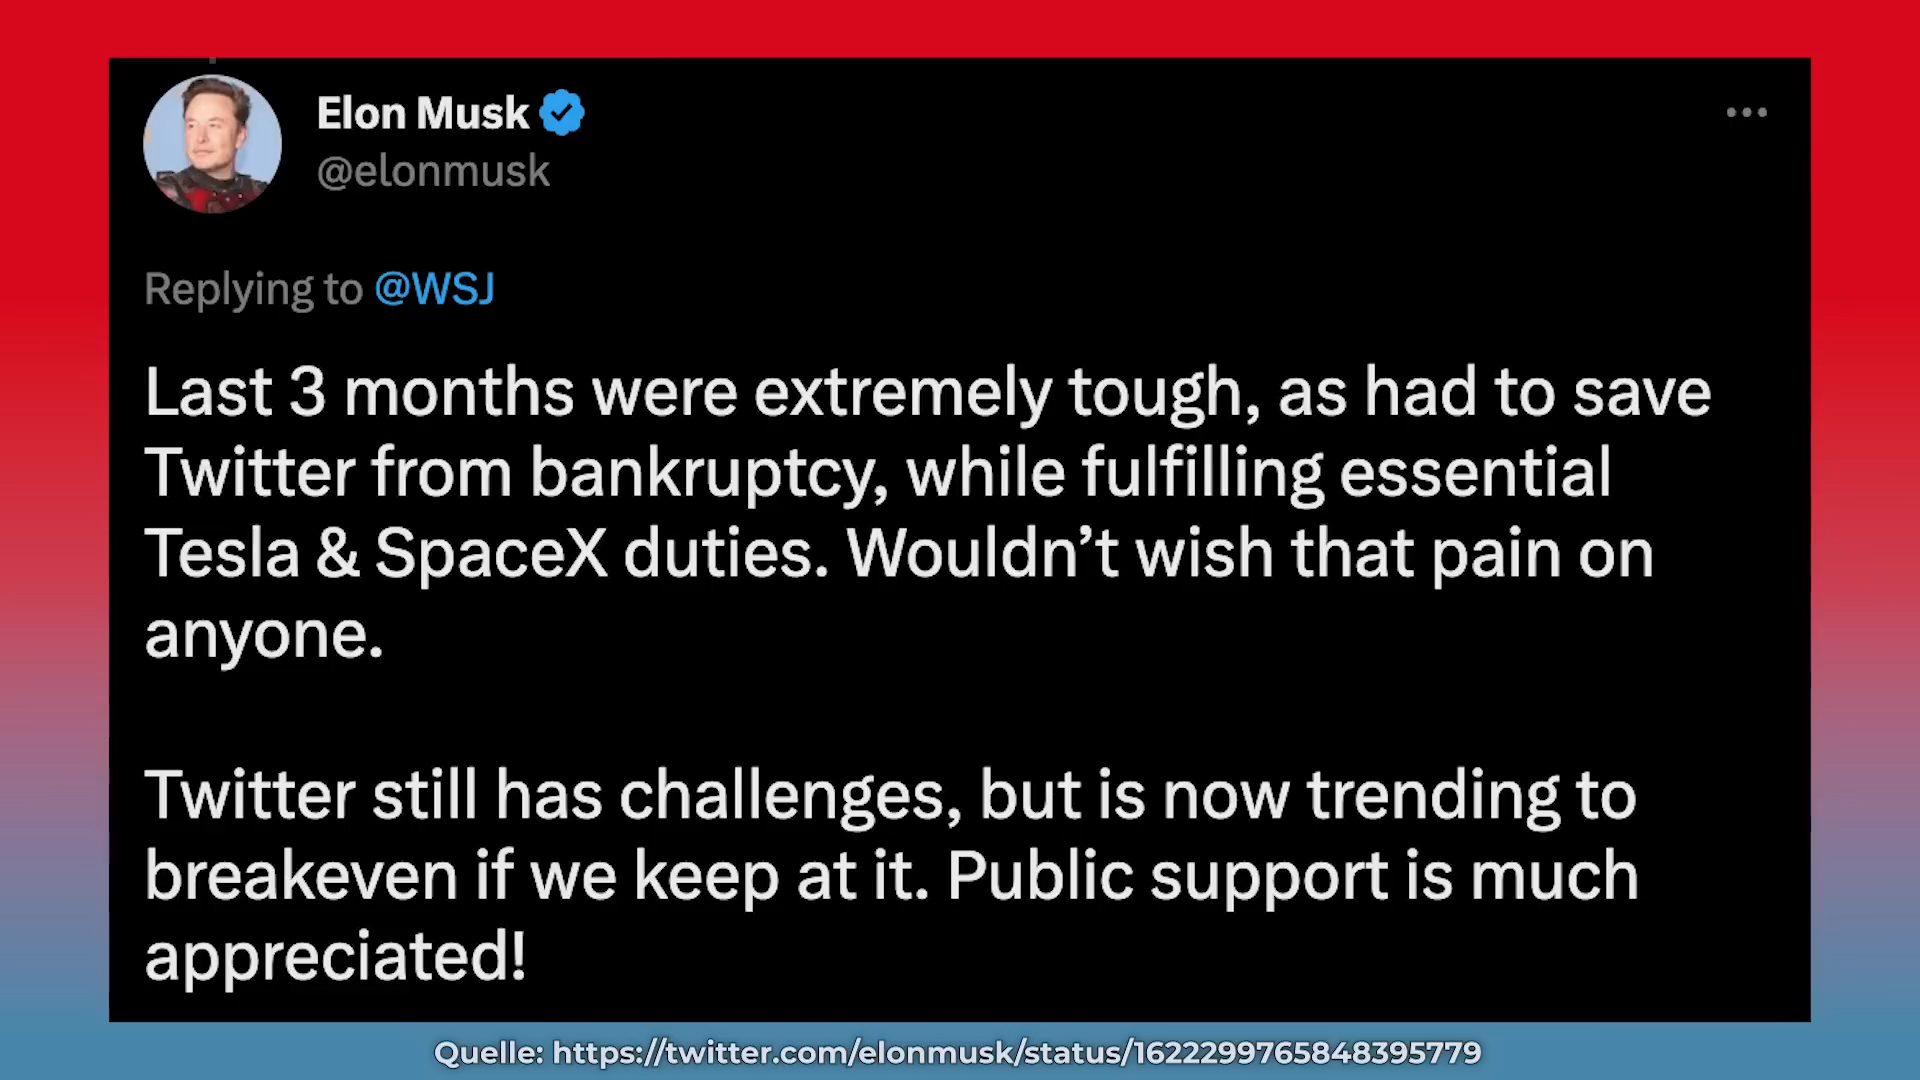 Elon Musk
@elonmusk
Replying to @WSJ
Last 3 months were extremely tough, as had to save
Twitter from bankruptcy, while fulfilling essential
Tesla & SpaceX duties. Wouldn’t wish that pain on
anyone.
Twitter still has challenges, but is now trending to
breakeven if we keep at it. Public support is much
appreciated!
Quelle: https://twitter.com/elonmusk/status/1622299765848395779